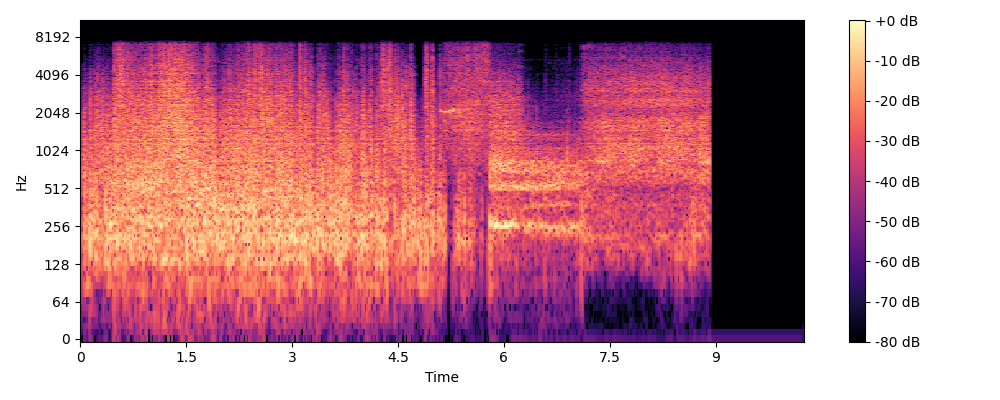 8192
4096
2048
1024
512
256
128
64
0
Hz
0 1.5 3 4.5 6 7.5 9
Time
+0 dB
-10 dB
-20 dB
-30 dB
-40 dB
-50 dB
-60 dB
-70 dB
-80 dB